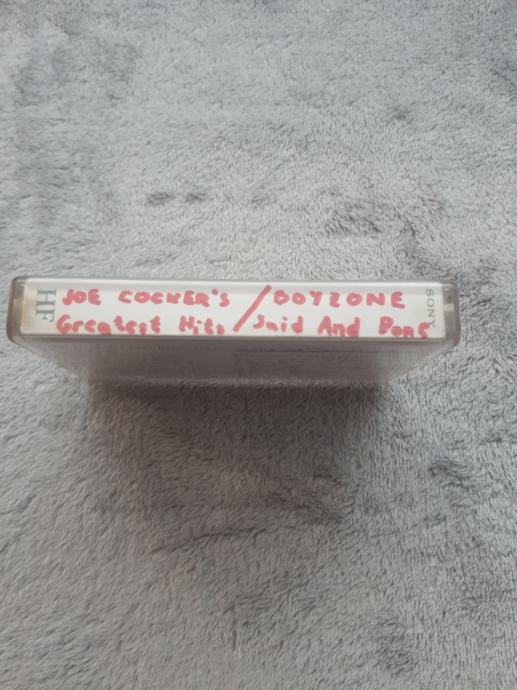 HF
JOE COCKER'S / BOYZONE
Greatest Hits / Said And Done
SONY